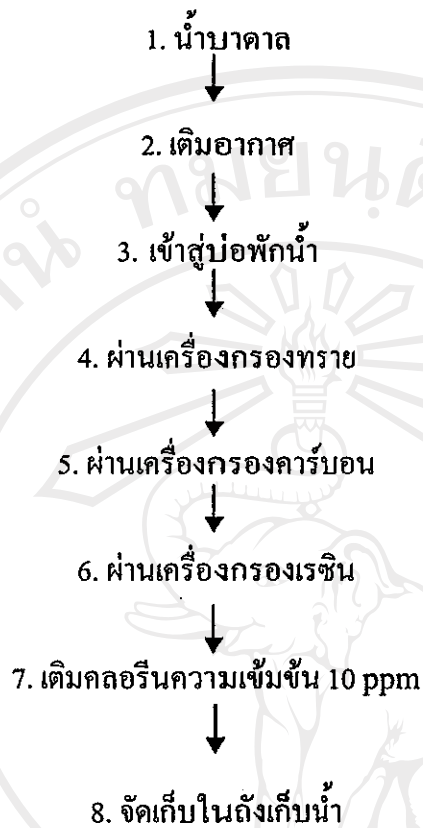 1. น้ำบาดาล
2. เติมอากาศ
3. เข้าสู่บ่อพักน้ำ
4. ผ่านเครื่องกรองทราย
5. ผ่านเครื่องกรองคาร์บอน
6. ผ่านเครื่องกรองเรซิน
7. เติมคลอรีนความเข้มข้น 10 ppm
8. จัดเก็บในถังเก็บน้ำ